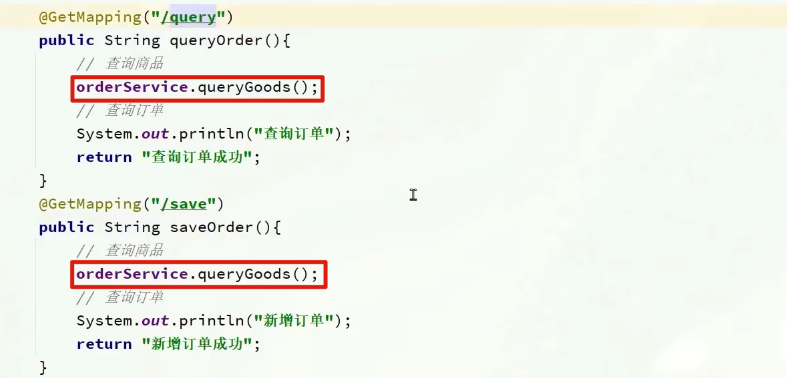 @GetMapping("/query")
public String queryOrder(){
// 查询商品
orderService.queryGoods();
// 查询订单
System.out.println("查询订单");
return "查询订单成功";
}
@GetMapping("/save")
public String saveOrder(){
// 查询商品
orderService.queryGoods();
// 查询订单
System.out.println("新增订单");
return "新增订单成功";
}